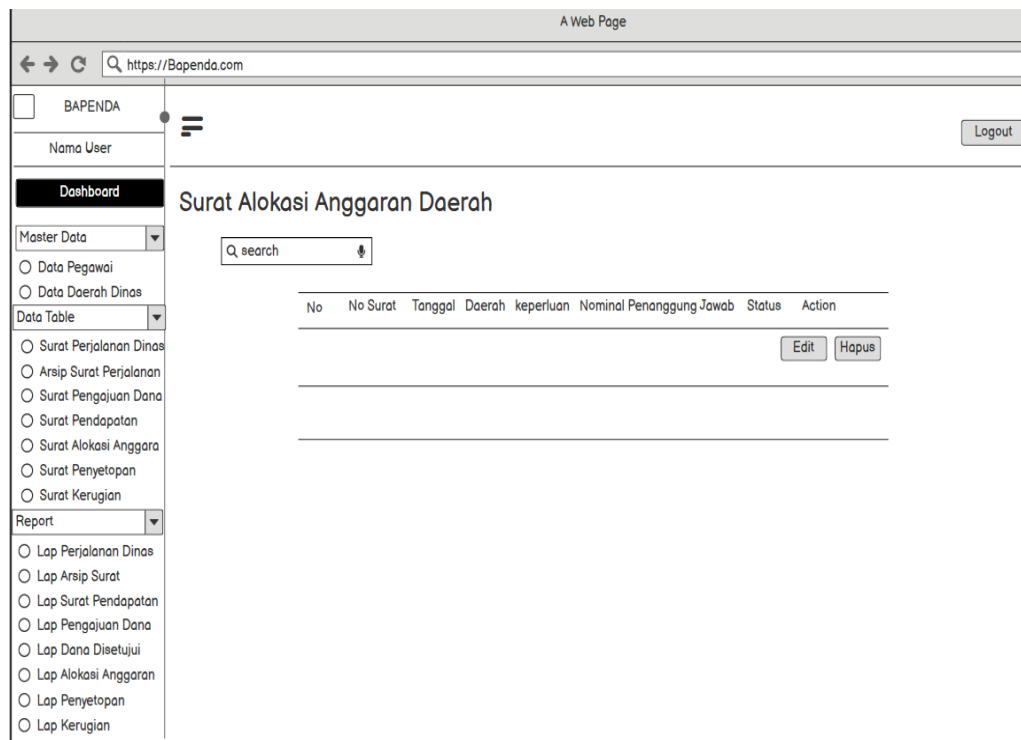 A Web Page
https://Bapenda.com
BAPENDA
Nama User
Logout
Dashboard
Master Data
Data Pegawai
Data Daerah Dinas
Data Table
Surat Perjalanan Dinas
Arsip Surat Perjalanan
Surat Pengajuan Dana
Surat Pendapatan
Surat Alokasi Anggara
Surat Penyetopan
Surat Kerugian
Report
Lap Perjalanan Dinas
Lap Arsip Surat
Lap Surat Pendapatan
Lap Pengajuan Dana
Lap Dana Disetujui
Lap Alokasi Anggaran
Lap Penyetopan
Lap Kerugian
Surat Alokasi Anggaran Daerah
search
No No Surat Tanggal Daerah keperluan Nominal Penanggung Jawab Status Action
Edit Hapus